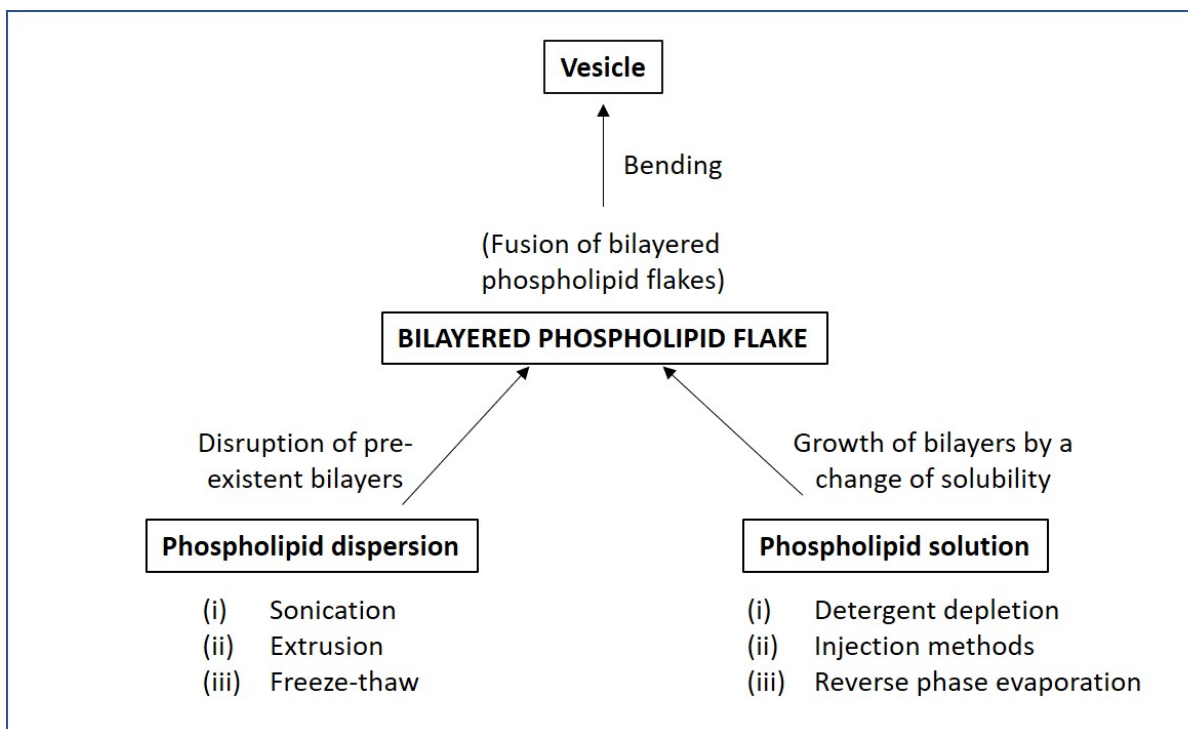 Vesicle
Bending
(Fusion of bilayered
phospholipid flakes)
BILAYERED PHOSPHOLIPID FLAKE
Disruption of pre-
existent bilayers
Growth of bilayers by a
change of solubility
Phospholipid dispersion
Phospholipid solution
(i) Sonication
(ii) Extrusion
(iii) Freeze-thaw
(i) Detergent depletion
(ii) Injection methods
(iii) Reverse phase evaporation